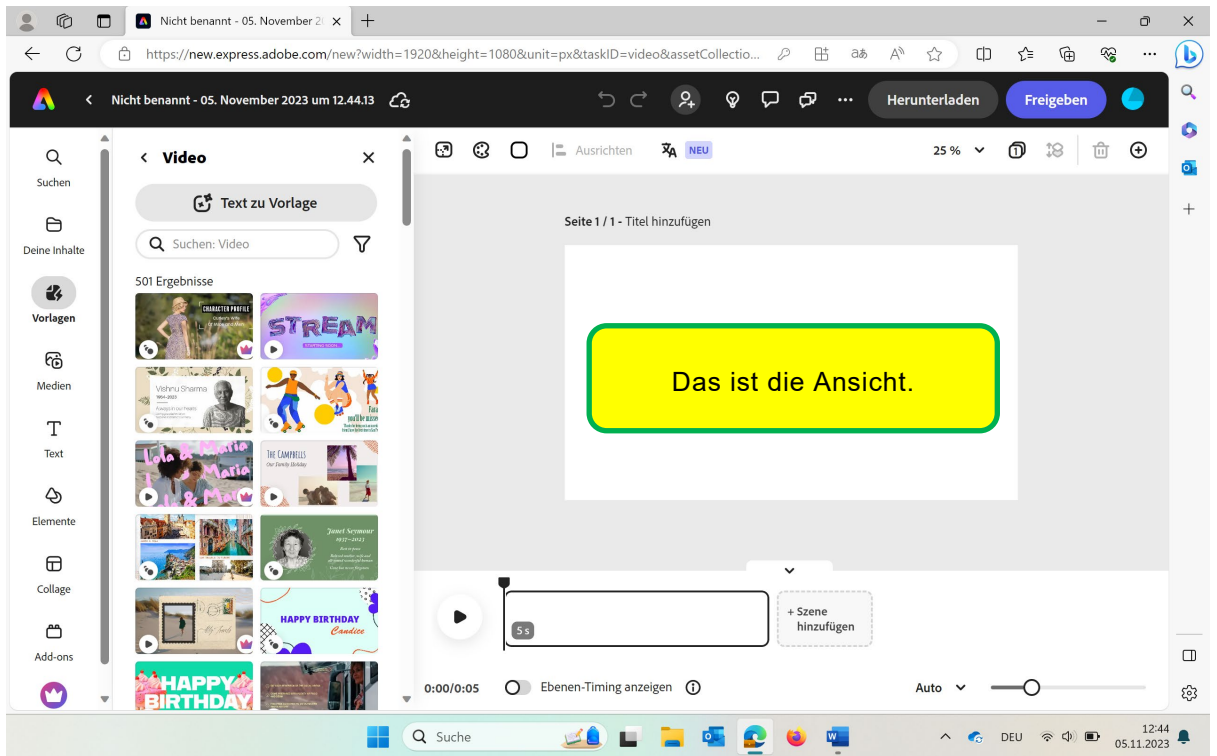 Nicht benannt - 05. November 2
https://new.express.adobe.com/new?width=1920&height=1080&unit=px&taskID=video&assetCollectio...
Nicht benannt - 05. November 2023 um 12.44.13
Herunterladen
Freigeben
Suchen
Deine Inhalte
Vorlagen
Medien
Text
Elemente
Collage
Add-ons
Video
Text zu Vorlage
Suchen: Video
501 Ergebnisse
CHARACTER PROFILE
STREAM
Vishnu Sharma
1964-2023
Lola & Maria
THE CAMPBELLS
Our Family Holiday
Janet Seymour
1937-2023
HAPPY BIRTHDAY
Candice
HAPPY
BIRTHDAY
Ausrichten
NEU
25 %
Seite 1 / 1 - Titel hinzufügen
Das ist die Ansicht.
5 s
+ Szene
hinzufügen
0:00/0:05
Ebenen-Timing anzeigen
Auto
Suche
DEU
12:44
05.11.2023